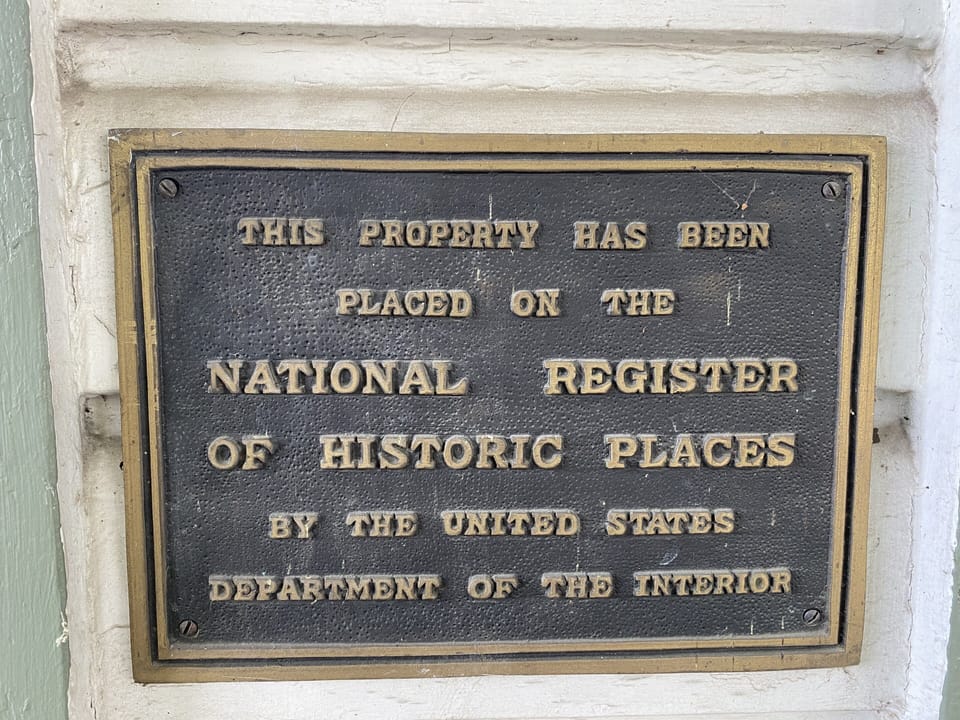 THIS PROPERTY HAS BEEN
PLACED ON THE
NATIONAL REGISTER
OF HISTORIC PLACES
BY THE UNITED STATES
DEPARTMENT OF THE INTERIOR